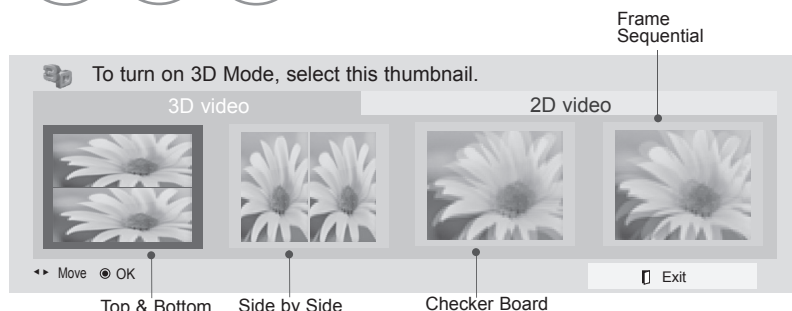 Frame
Sequential
To turn on 3D Mode, select this thumbnail.
3D video
2D video
Move
OK
Exit
Top & Bottom
Side by Side
Checker Board